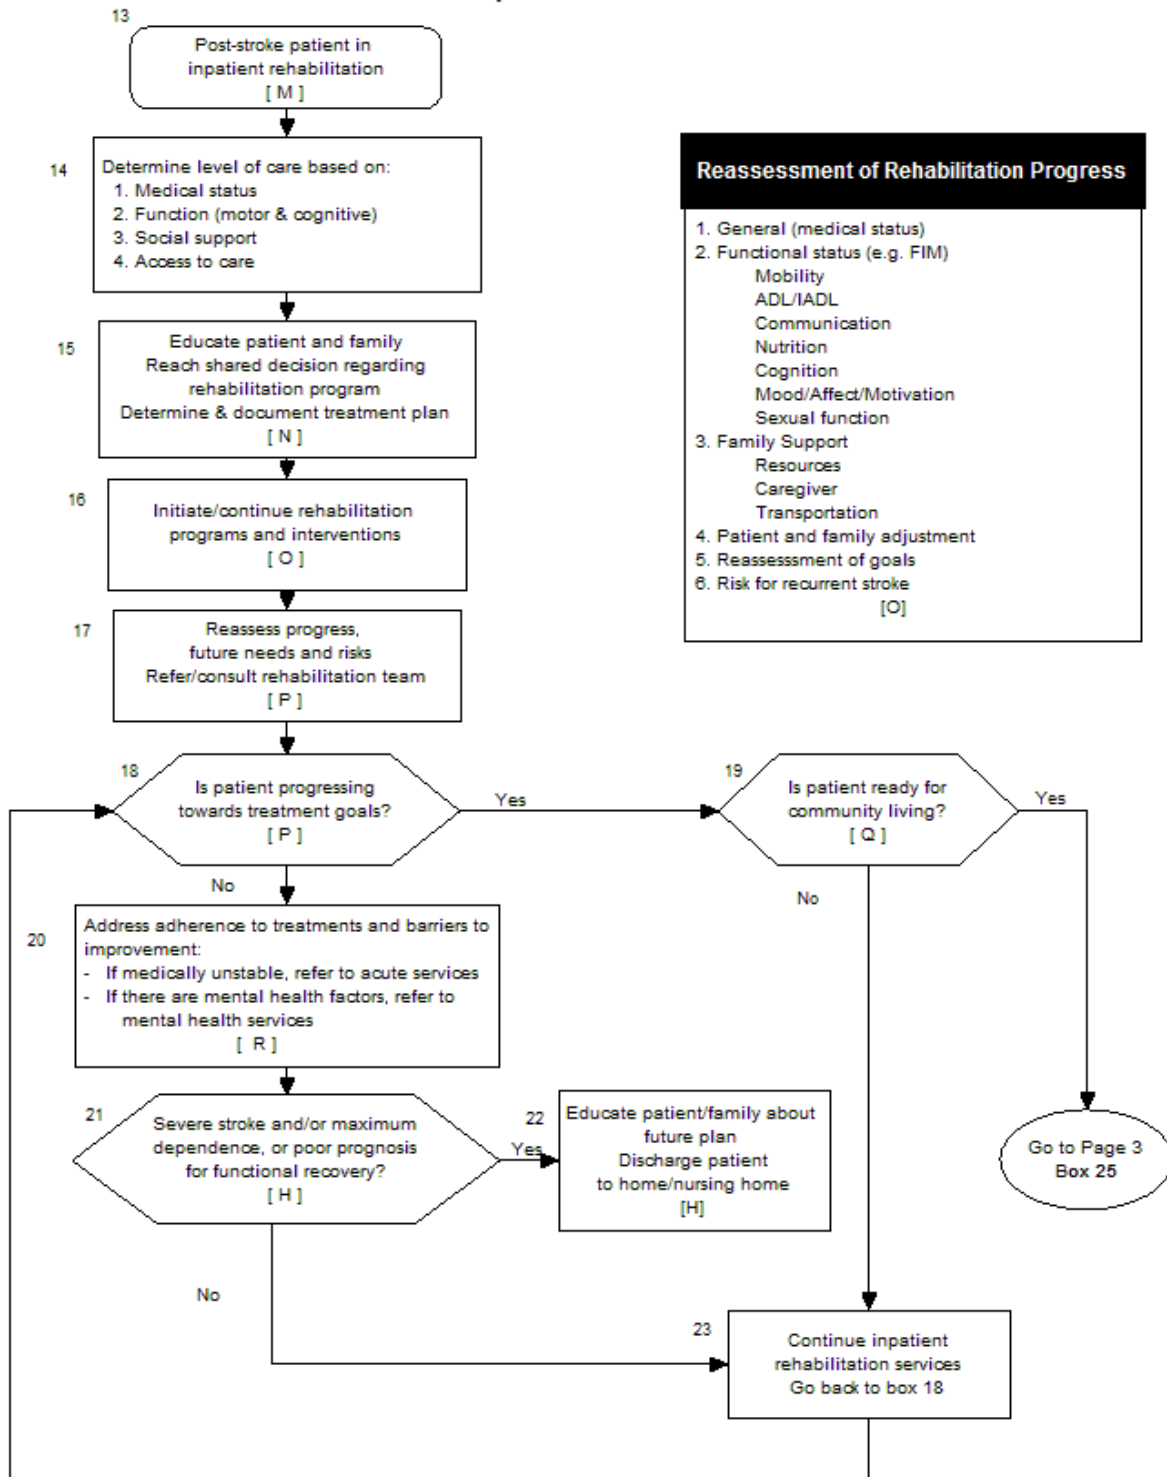 13
Post-stroke patient in
inpatient rehabilitation
[ M ]
14
Determine level of care based on:
1. Medical status
2. Function (motor & cognitive)
3. Social support
4. Access to care
15
Educate patient and family
Reach shared decision regarding
rehabilitation program
Determine & document treatment plan
[ N ]
16
Initiate/continue rehabilitation
programs and interventions
[ O ]
17
Reassess progress,
future needs and risks
Refer/consult rehabilitation team
[ P ]
Reassessment of Rehabilitation Progress
1. General (medical status)
2. Functional status (e.g. FIM)
Mobility
ADL/IADL
Communication
Nutrition
Cognition
Mood/Affect/Motivation
Sexual function
3. Family Support
Resources
Caregiver
Transportation
4. Patient and family adjustment
5. Reassesssment of goals
6. Risk for recurrent stroke
[O]
18
Is patient progressing
towards treatment goals?
[ P ]
Yes
No
19
Is patient ready for
community living?
[ Q ]
Yes
No
20
Address adherence to treatments and barriers to
improvement:
- If medically unstable, refer to acute services
- If there are mental health factors, refer to
mental health services
[ R ]
21
Severe stroke and/or maximum
dependence, or poor prognosis
for functional recovery?
[ H ]
Yes
No
22
Educate patient/family about
future plan
Discharge patient
to home/nursing home
[H]
Go to Page 3
Box 25
23
Continue inpatient
rehabilitation services
Go back to box 18